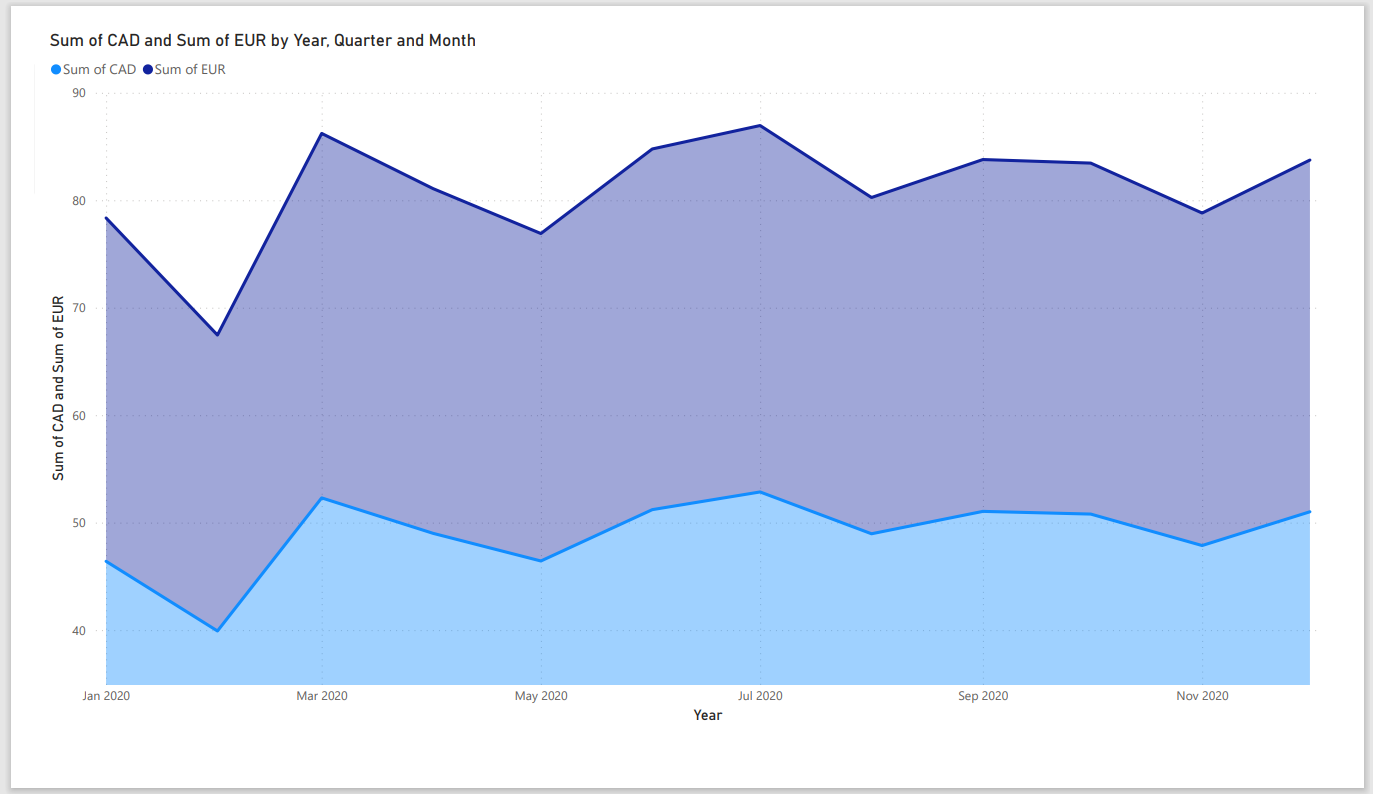 Sum of CAD and Sum of EUR by Year, Quarter and Month
Sum of CAD Sum of EUR
90
80
70
60
50
40
Sum of CAD and Sum of EUR
Jan 2020 Mar 2020 May 2020 Jul 2020 Sep 2020 Nov 2020
Year